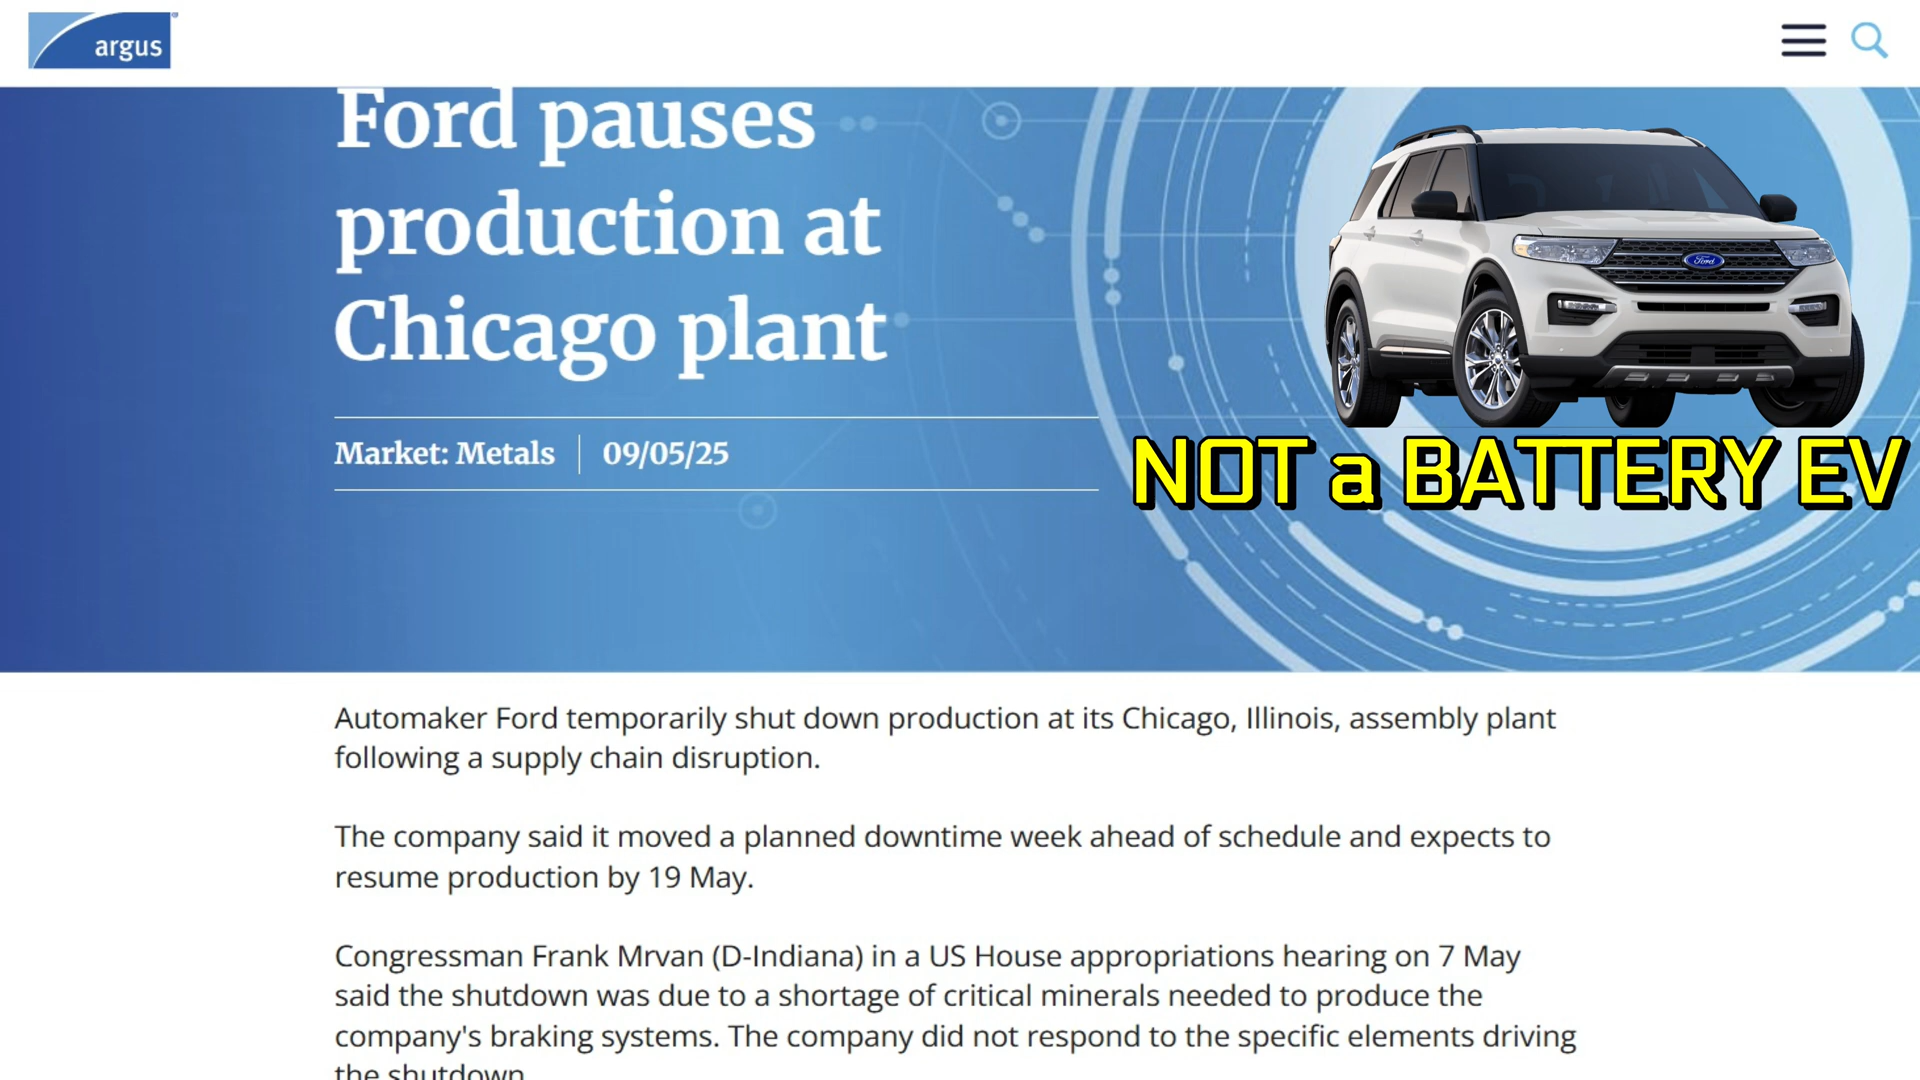 argus
Ford pauses
production at
Chicago plant
Ford
Market: Metals
09/05/25
NOT a BATTERY EV
Automaker Ford temporarily shut down production at its Chicago, Illinois, assembly plant
following a supply chain disruption.
The company said it moved a planned downtime week ahead of schedule and expects to
resume production by 19 May.
Congressman Frank Mrvan (D-Indiana) in a US House appropriations hearing on 7 May
said the shutdown was due to a shortage of critical minerals needed to produce the
company's braking systems. The company did not respond to the specific elements driving
the shutdown.